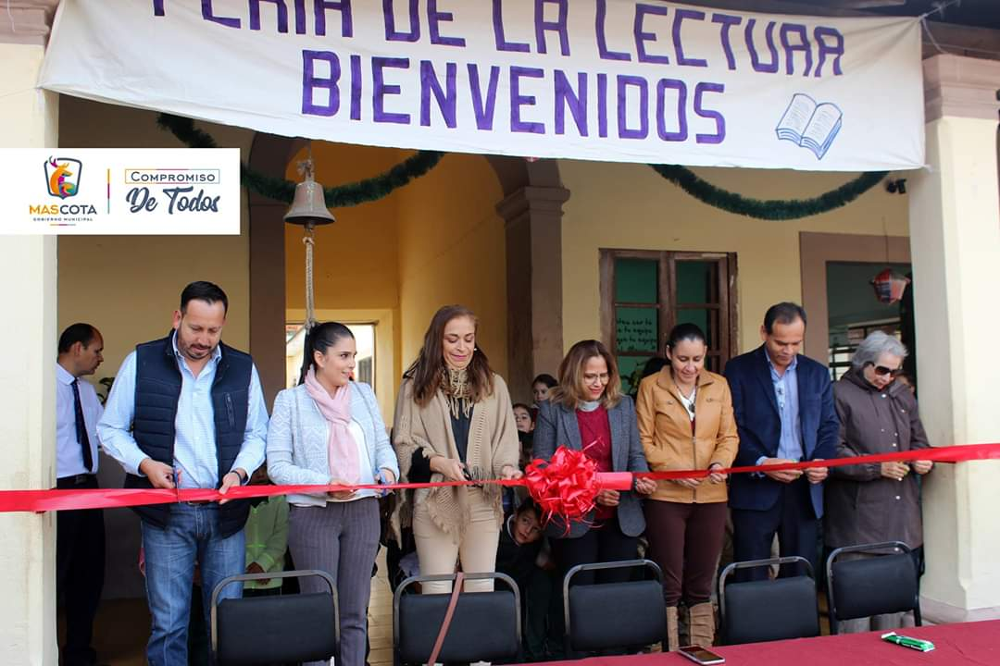 FERIA DE LA LECTURA
BIENVENIDOS
MASCOTA
GOBIERNO MUNICIPAL
COMPROMISO
De Todos